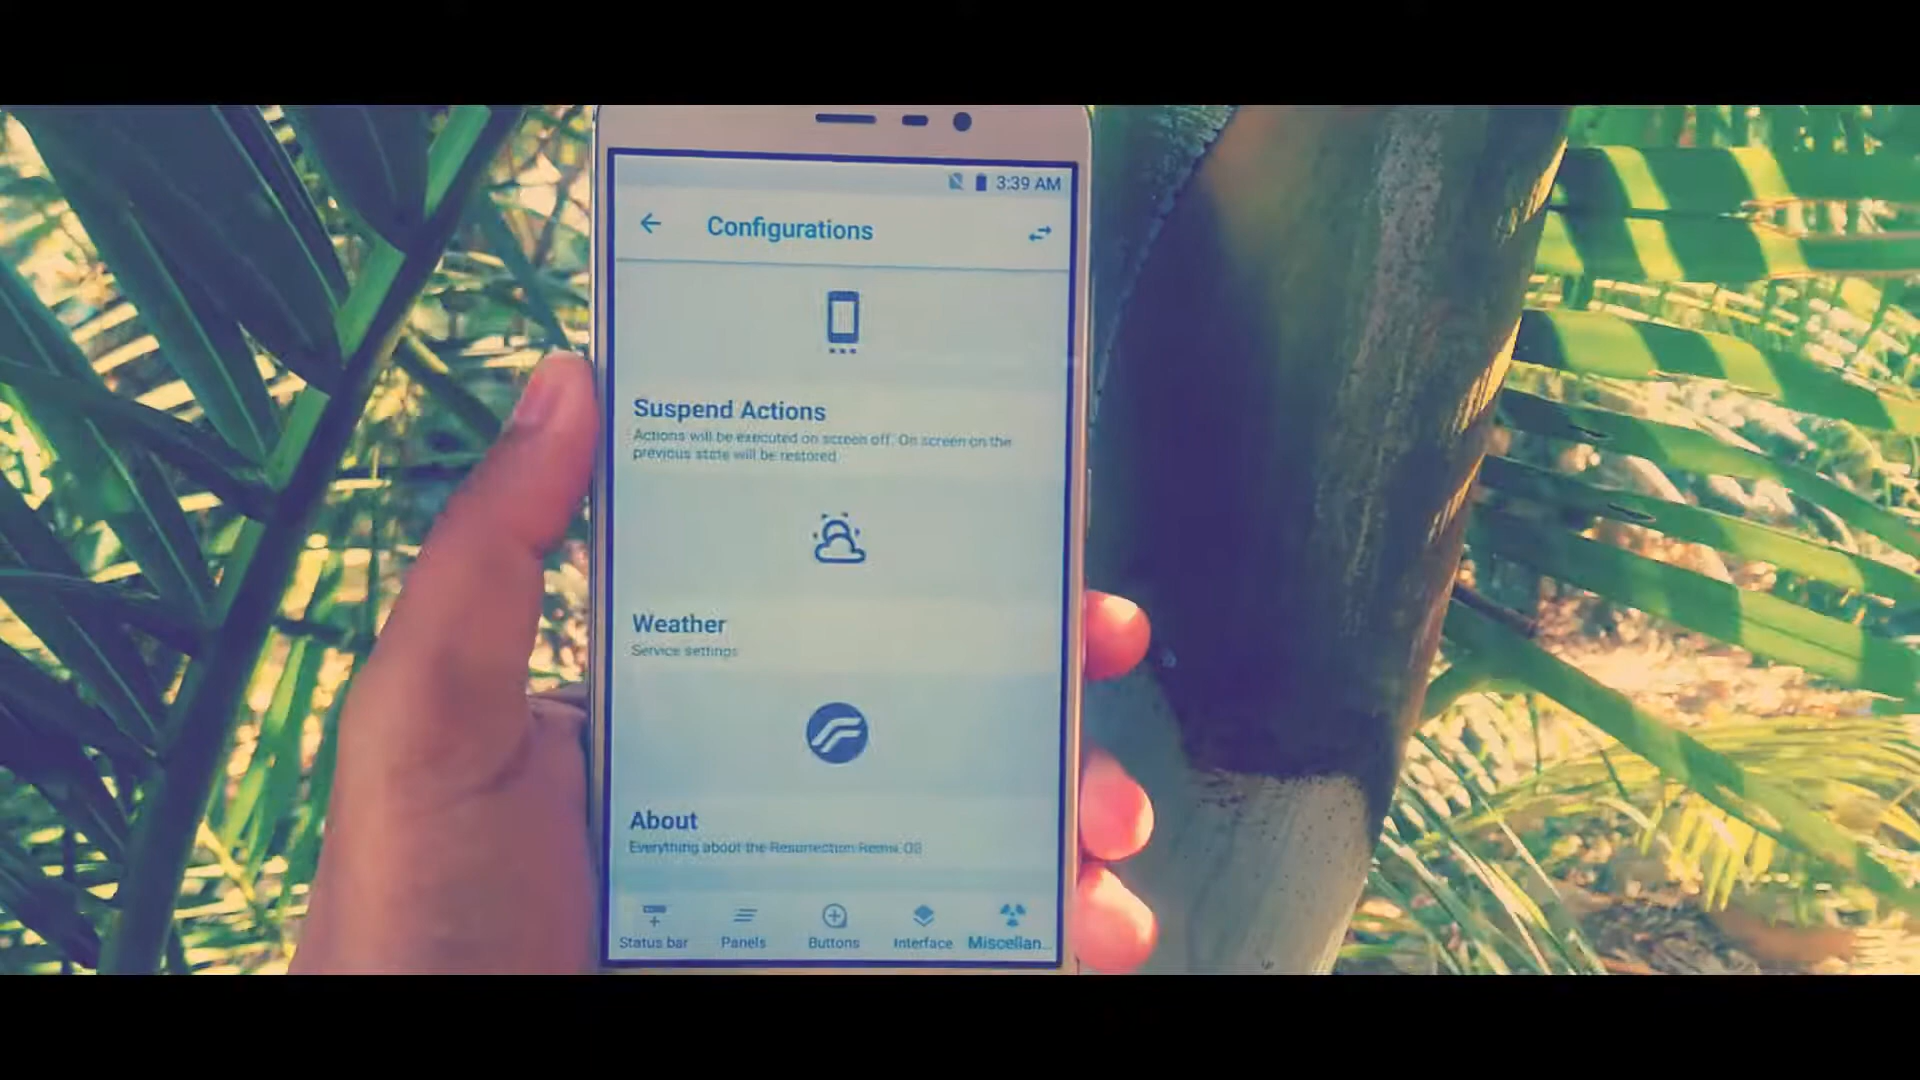 3:39 AM
Configurations
Suspend Actions
Actions will be executed on screen off. On screen on the
previous state will be restored
Weather
Service settings
About
Everything about the Resurrection Remix OS
Status bar
Panels
Buttons
Interface
Miscellan...